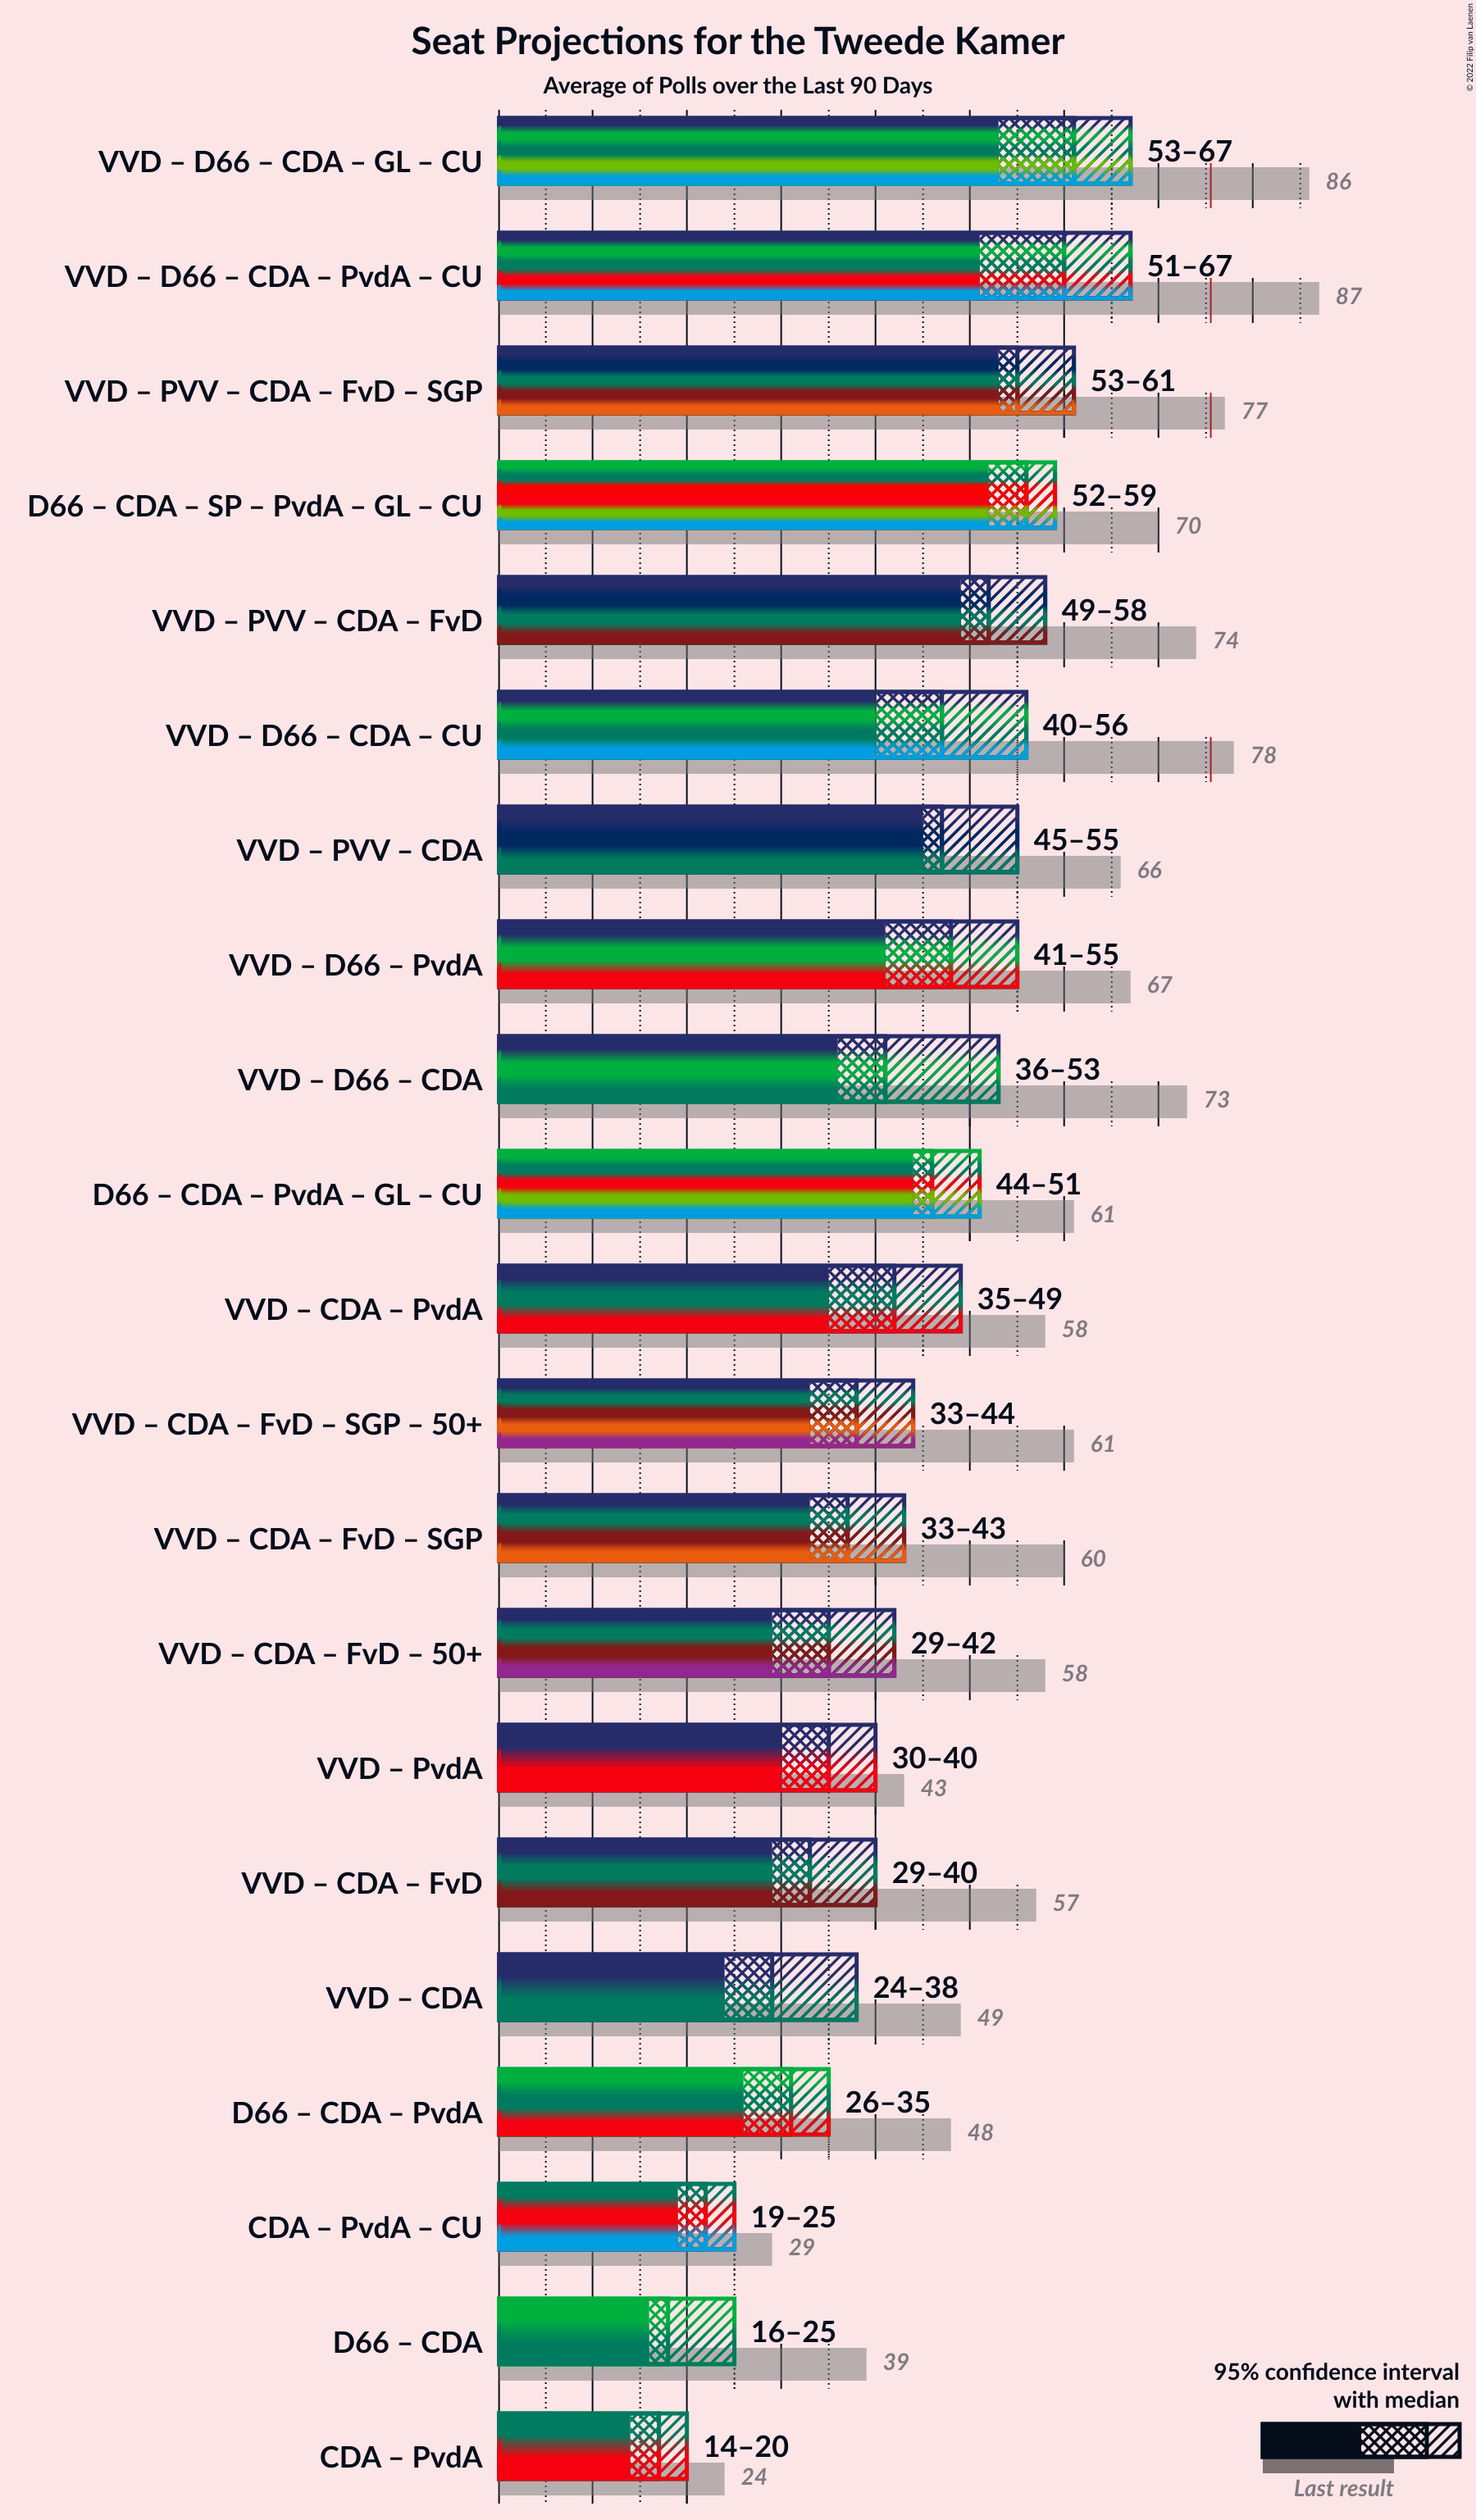 © 2022 Filip van Laenen
Seat Projections for the Tweede Kamer
Average of Polls over the Last 90 Days
VVD – D66 – CDA – GL – CU 53–67 86
VVD – D66 – CDA – PvdA – CU 51–67 87
VVD – PVV – CDA – FvD – SGP 53–61 77
D66 – CDA – SP – PvdA – GL – CU 52–59 70
VVD – PVV – CDA – FvD 49–58 74
VVD – D66 – CDA – CU 40–56 78
VVD – PVV – CDA 45–55 66
VVD – D66 – PvdA 41–55 67
VVD – D66 – CDA 36–53 73
D66 – CDA – PvdA – GL – CU 44–51 61
VVD – CDA – PvdA 35–49 58
VVD – CDA – FvD – SGP – 50+ 33–44 61
VVD – CDA – FvD – SGP 33–43 60
VVD – CDA – FvD – 50+ 29–42 58
VVD – PvdA 30–40 43
VVD – CDA – FvD 29–40 57
VVD – CDA 24–38 49
D66 – CDA – PvdA 26–35 48
CDA – PvdA – CU 19–25 29
D66 – CDA 16–25 39
CDA – PvdA 14–20 24
95% confidence interval
with median
Last result